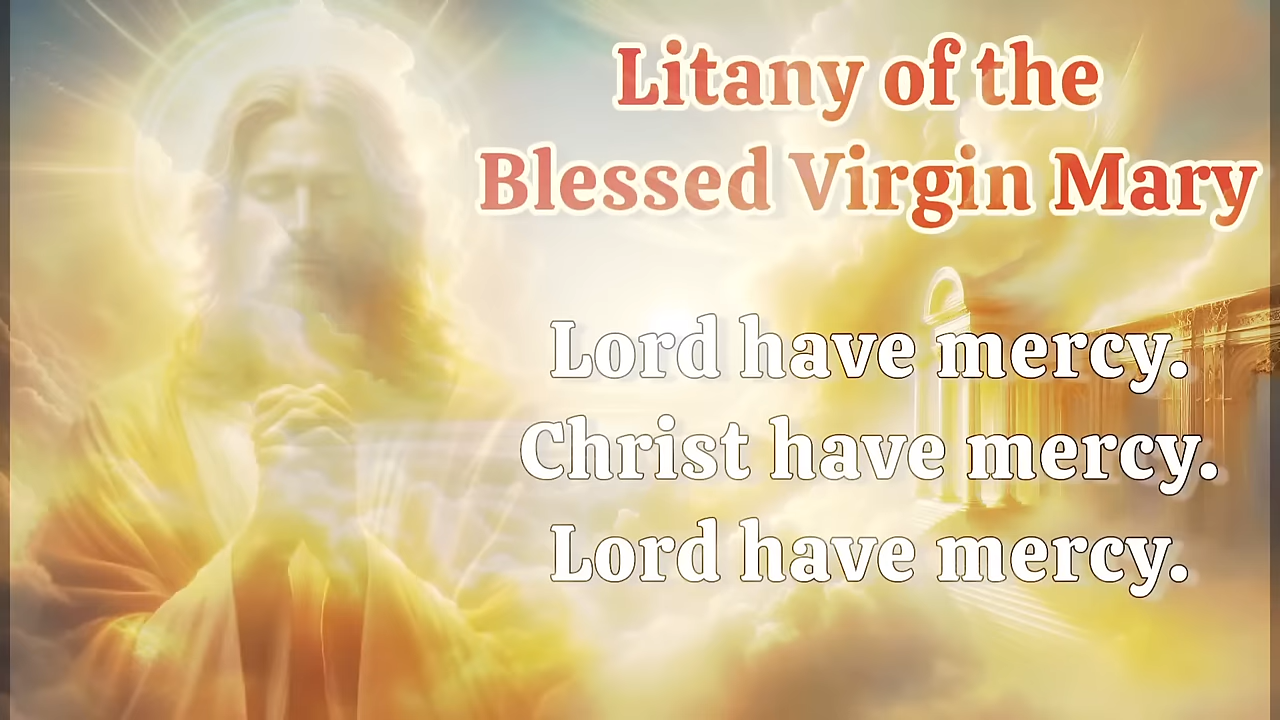 Litany of the
Blessed Virgin Mary
Lord have mercy.
Christ have mercy.
Lord have mercy.